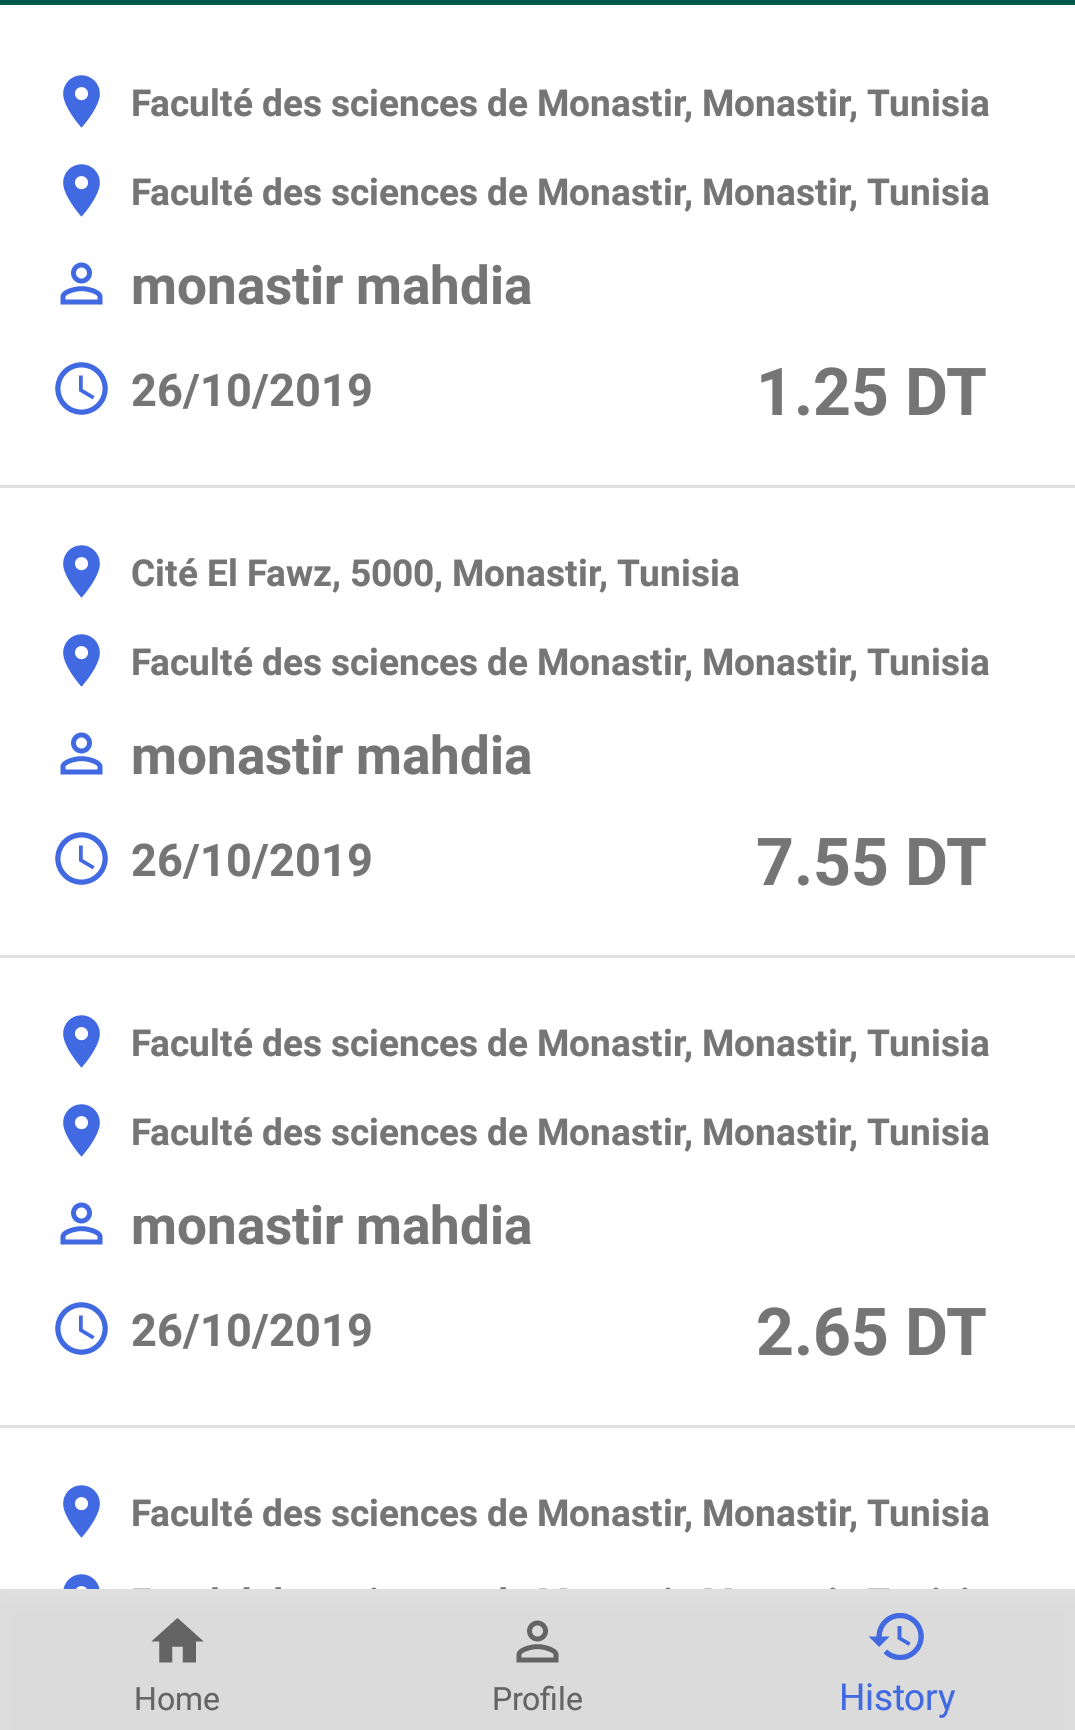 Faculté des sciences de Monastir, Monastir, Tunisia
Faculté des sciences de Monastir, Monastir, Tunisia
monastir mahdia
26/10/2019 1.25 DT
Cité El Fawz, 5000, Monastir, Tunisia
Faculté des sciences de Monastir, Monastir, Tunisia
monastir mahdia
26/10/2019 7.55 DT
Faculté des sciences de Monastir, Monastir, Tunisia
Faculté des sciences de Monastir, Monastir, Tunisia
monastir mahdia
26/10/2019 2.65 DT
Faculté des sciences de Monastir, Monastir, Tunisia
Home Profile History